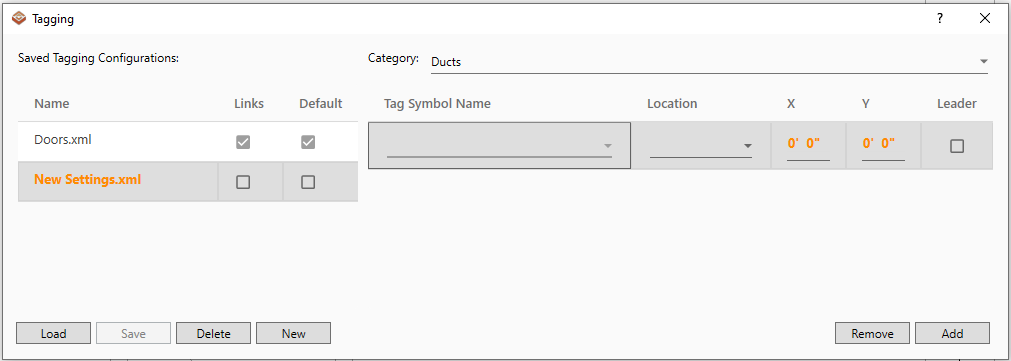 Tagging
?
Saved Tagging Configurations:
Category: Ducts
Name Links Default
Tag Symbol Name Location X Y Leader
Doors.xml
0' 0" 0' 0"
New Settings.xml
Load Save Delete New Remove Add